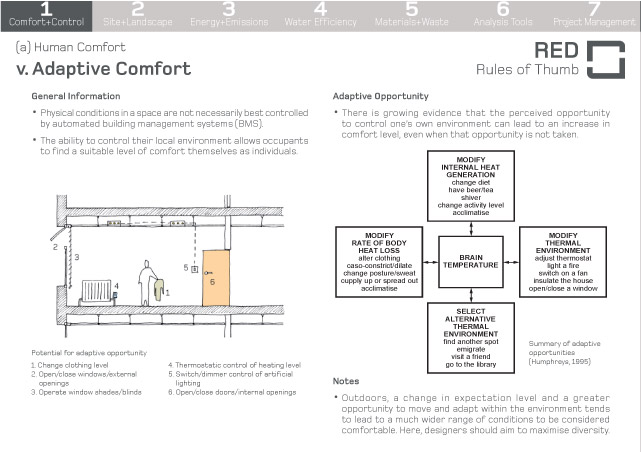 1
Comfort+Control
2
Site+Landscape
3
Energy+Emissions
4
Water Efficiency
5
Materials+Waste
6
Analysis Tools
7
Project Management
(a) Human Comfort
v. Adaptive Comfort
RED
Rules of Thumb
General Information
• Physical conditions in a space are not necessarily best controlled
by automated building management systems (BMS).
• The ability to control their local environment allows occupants
to find a suitable level of comfort themselves as individuals.
2
3
4
1
5
6
Potential for adaptive opportunity
1. Change clothing level
2. Open/close windows/external
openings
3. Operate window shades/blinds
4. Thermostatic control of heating level
5. Switch/dimmer control of artificial
lighting
6. Open/close doors/internal openings
Adaptive Opportunity
• There is growing evidence that the perceived opportunity
to control one's own environment can lead to an increase in
comfort level, even when that opportunity is not taken.
MODIFY
INTERNAL HEAT
GENERATION
change diet
have beer/tea
shiver
change activity level
acclimatise
MODIFY
RATE OF BODY
HEAT LOSS
alter clothing
caso-constrict/dilate
change posture/sweat
cuppily up or spread out
acclimatise
BRAIN
TEMPERATURE
MODIFY
THERMAL
ENVIRONMENT
adjust thermostat
light a fire
switch on a fan
insulate the house
open/close a window
SELECT
ALTERNATIVE
THERMAL
ENVIRONMENT
find another spot
emigrate
visit a friend
go to the library
Summary of adaptive
opportunities
(Humphreys, 1995)
Notes
• Outdoors, a change in expectation level and a greater
opportunity to move and adapt within the environment tends
to lead to a much wider range of conditions to be considered
comfortable. Here, designers should aim to maximise diversity.